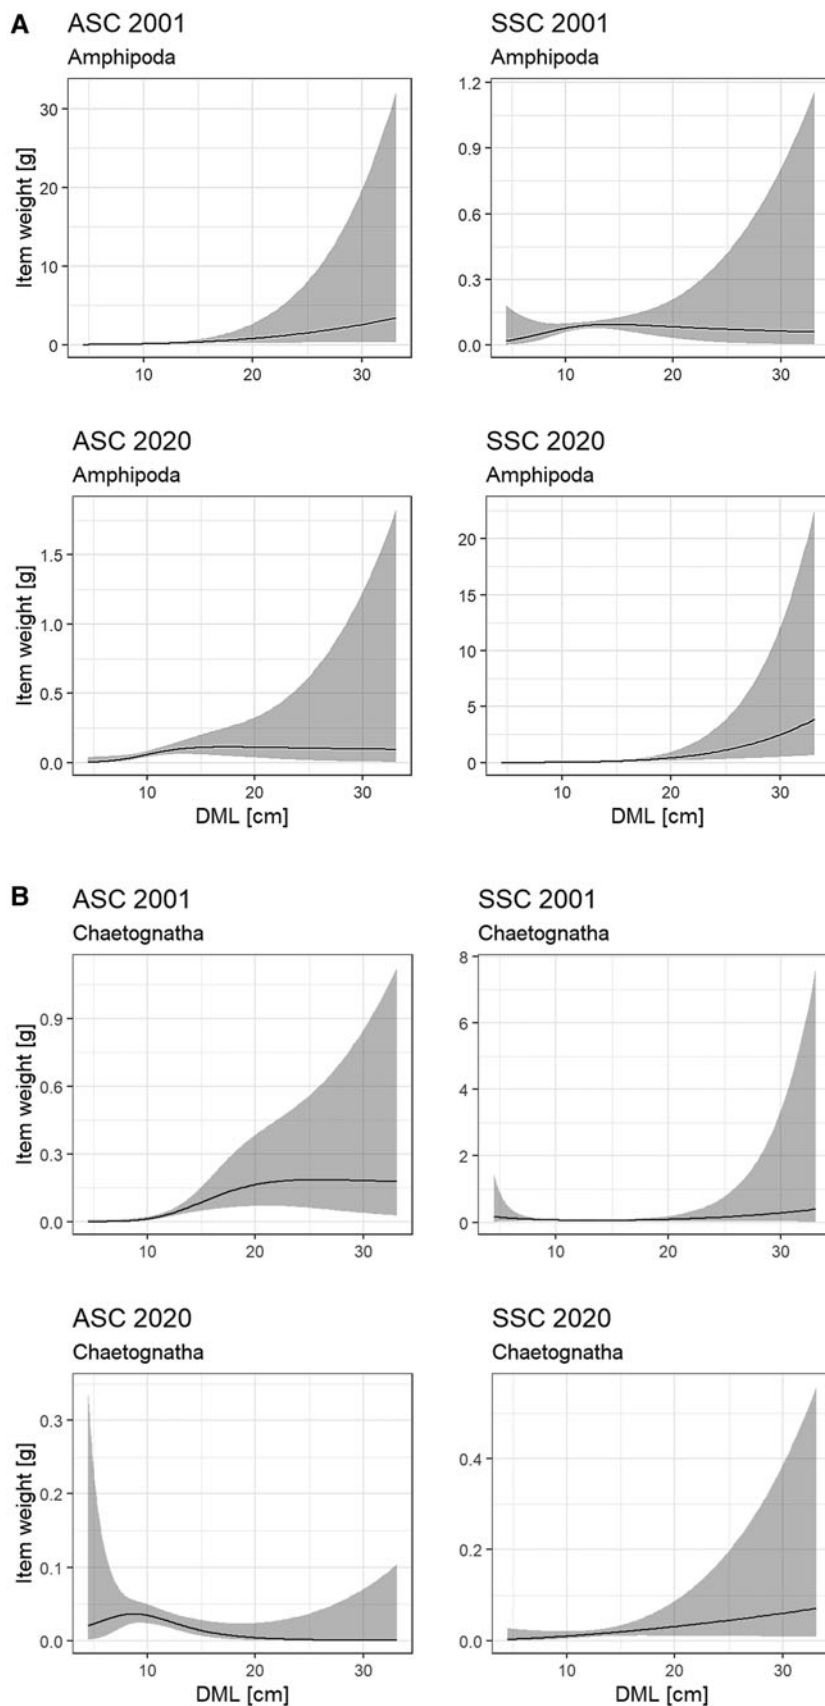 A
ASC 2001
Amphipoda
Item weight [g]
30
20
10
0
10
20
30
SSC 2001
Amphipoda
1.2
0.9
0.6
0.3
0.0
10
20
30
ASC 2020
Amphipoda
Item weight [g]
1.5
1.0
0.5
0.0
10
20
30
DML [cm]
SSC 2020
Amphipoda
20
15
10
5
0
10
20
30
DML [cm]
B
ASC 2001
Chaetognatha
Item weight [g]
0.9
0.6
0.3
0.0
10
20
30
SSC 2001
Chaetognatha
8
6
4
2
0
10
20
30
ASC 2020
Chaetognatha
Item weight [g]
0.3
0.2
0.1
0.0
10
20
30
DML [cm]
SSC 2020
Chaetognatha
0.4
0.2
0.0
10
20
30
DML [cm]